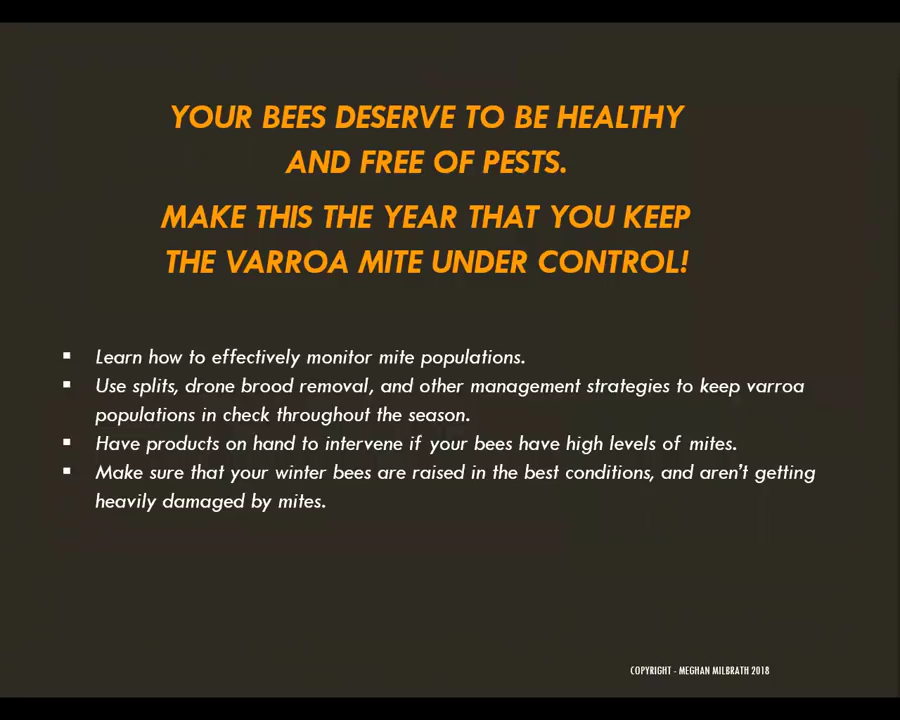 YOUR BEES DESERVE TO BE HEALTHY
AND FREE OF PESTS.
MAKE THIS THE YEAR THAT YOU KEEP
THE VARROA MITE UNDER CONTROL!
▪ Learn how to effectively monitor mite populations.
▪ Use splits, drone brood removal, and other management strategies to keep varroa
populations in check throughout the season.
▪ Have products on hand to intervene if your bees have high levels of mites.
▪ Make sure that your winter bees are raised in the best conditions, and aren't getting
heavily damaged by mites.
COPYRIGHT - MEGHAN MILBRATH 2018